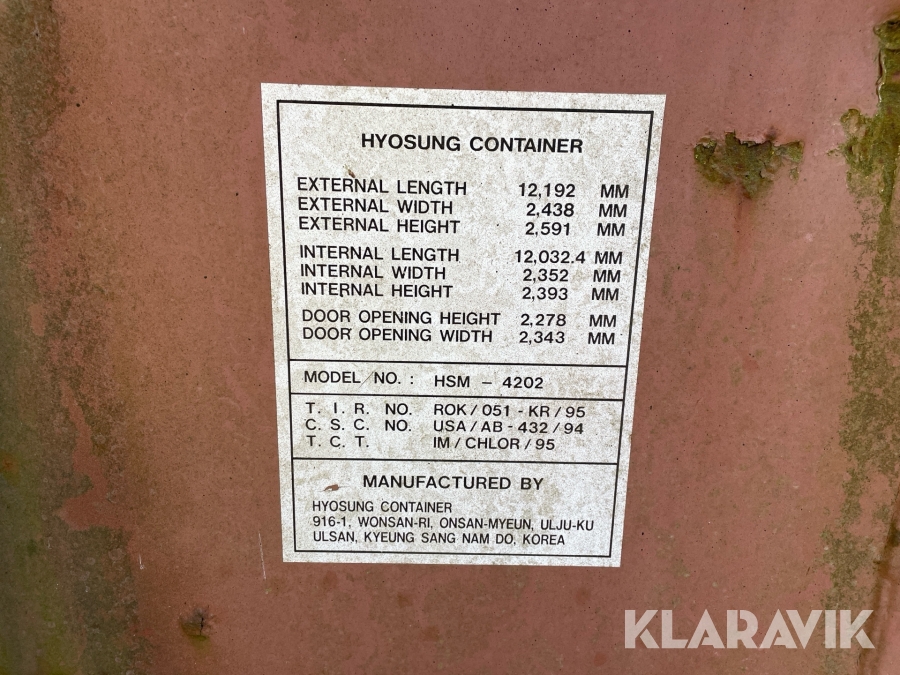 HYOSUNG CONTAINER
EXTERNAL LENGTH 12,192 MM
EXTERNAL WIDTH 2,438 MM
EXTERNAL HEIGHT 2,591 MM
INTERNAL LENGTH 12,032.4 MM
INTERNAL WIDTH 2,352 MM
INTERNAL HEIGHT 2,393 MM
DOOR OPENING HEIGHT 2,278 MM
DOOR OPENING WIDTH 2,343 MM
MODEL NO. : HSM - 4202
T. I. R. NO. ROK / 051 - KR / 95
C. S. C. NO. USA / AB - 432 / 94
T. C. T. IM / CHLOR / 95
MANUFACTURED BY
HYOSUNG CONTAINER
916-1, WONSAN-RI, ONSAN-MYEUN, ULJU-KU
ULSAN, KYEUNG SANG NAM DO, KOREA
KLARAVIK